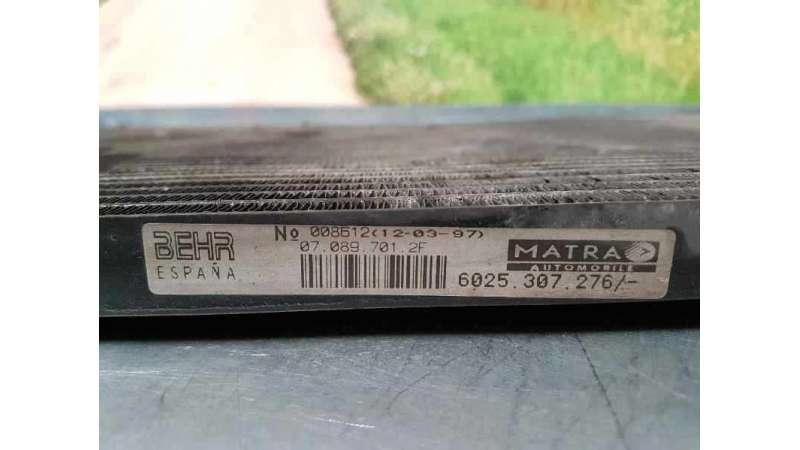 BEHR
ESPAÑA
Nº 008612(12-03-97)
07.089.701.2F
MATRA
AUTOMOBILE
6025.307.276/-